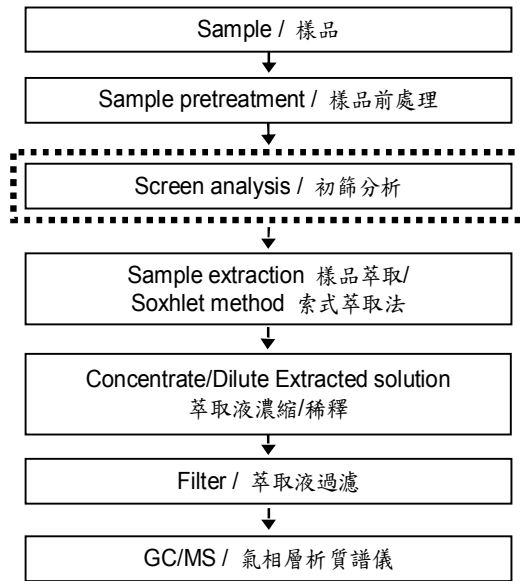 Sample / 樣品
Sample pretreatment / 樣品前處理
Screen analysis / 初篩分析
Sample extraction 樣品萃取/
Soxhlet method 索式萃取法
Concentrate/Dilute Extracted solution
萃取液濃縮/稀釋
Filter / 萃取液過濾
GC/MS / 氣相層析質譜儀